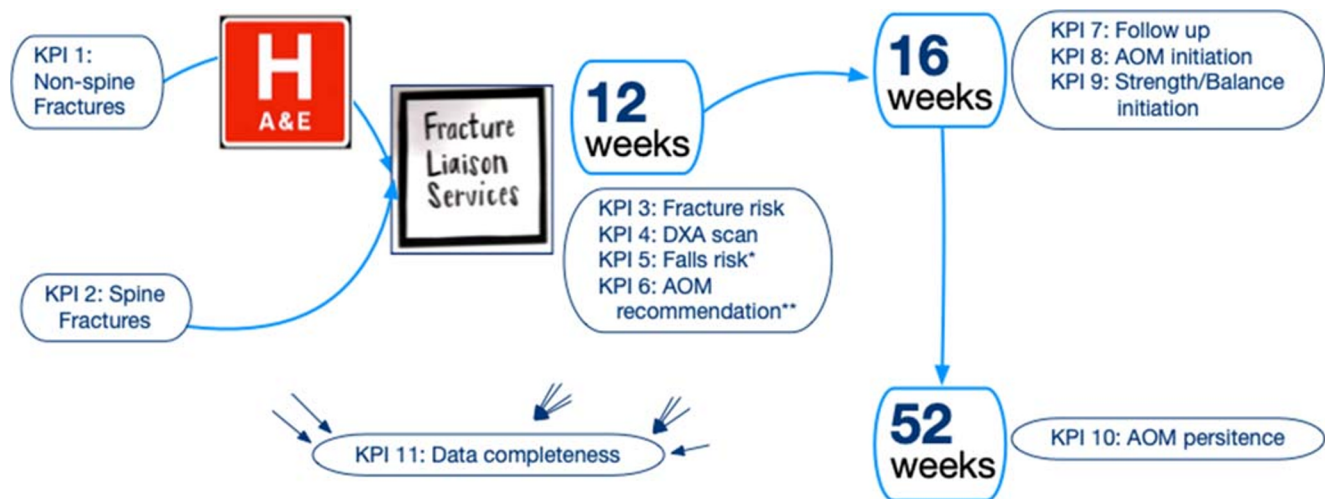 KPI 1:
Non-spine
Fractures
H
A & E
Fracture
Liaison
Services
KPI 2: Spine
Fractures
12
weeks
KPI 3: Fracture risk
KPI 4: DXA scan
KPI 5: Falls risk*
KPI 6: AOM
recommendation**
16
weeks
KPI 7: Follow up
KPI 8: AOM initiation
KPI 9: Strength/Balance
initiation
52
weeks
KPI 10: AOM persitence
KPI 11: Data completeness